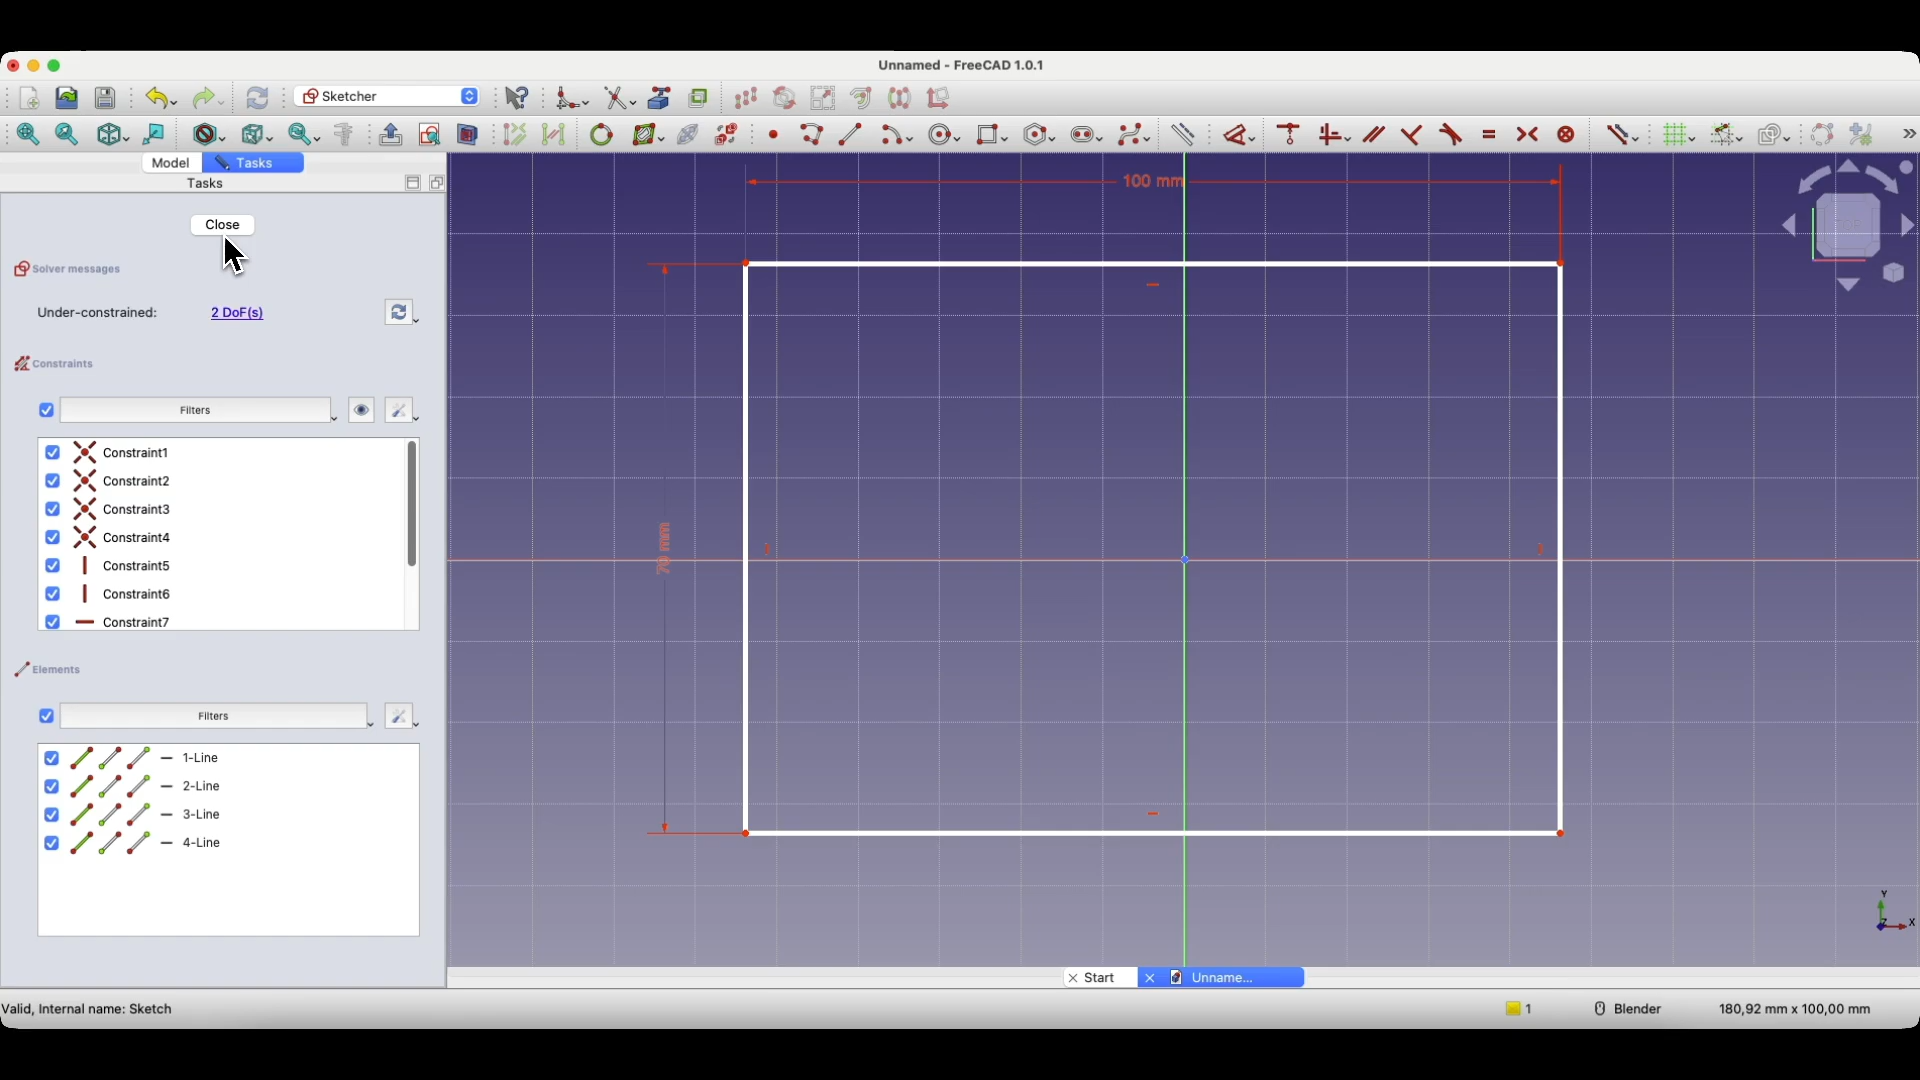 Unnamed - FreeCAD 1.0.1
Sketcher
Model
Tasks
Tasks
Close
Solver messages
Under-constrained:
2 DoF(s)
Constraints
Filters
Constraint1
Constraint2
Constraint3
Constraint4
Constraint5
Constraint6
Constraint7
Elements
Filters
1-Line
2-Line
3-Line
4-Line
100 mm
70 mm
Y
Z
X
Start
Unname...
Valid, Internal name: Sketch
1
Blender
180,92 mm x 100,00 mm